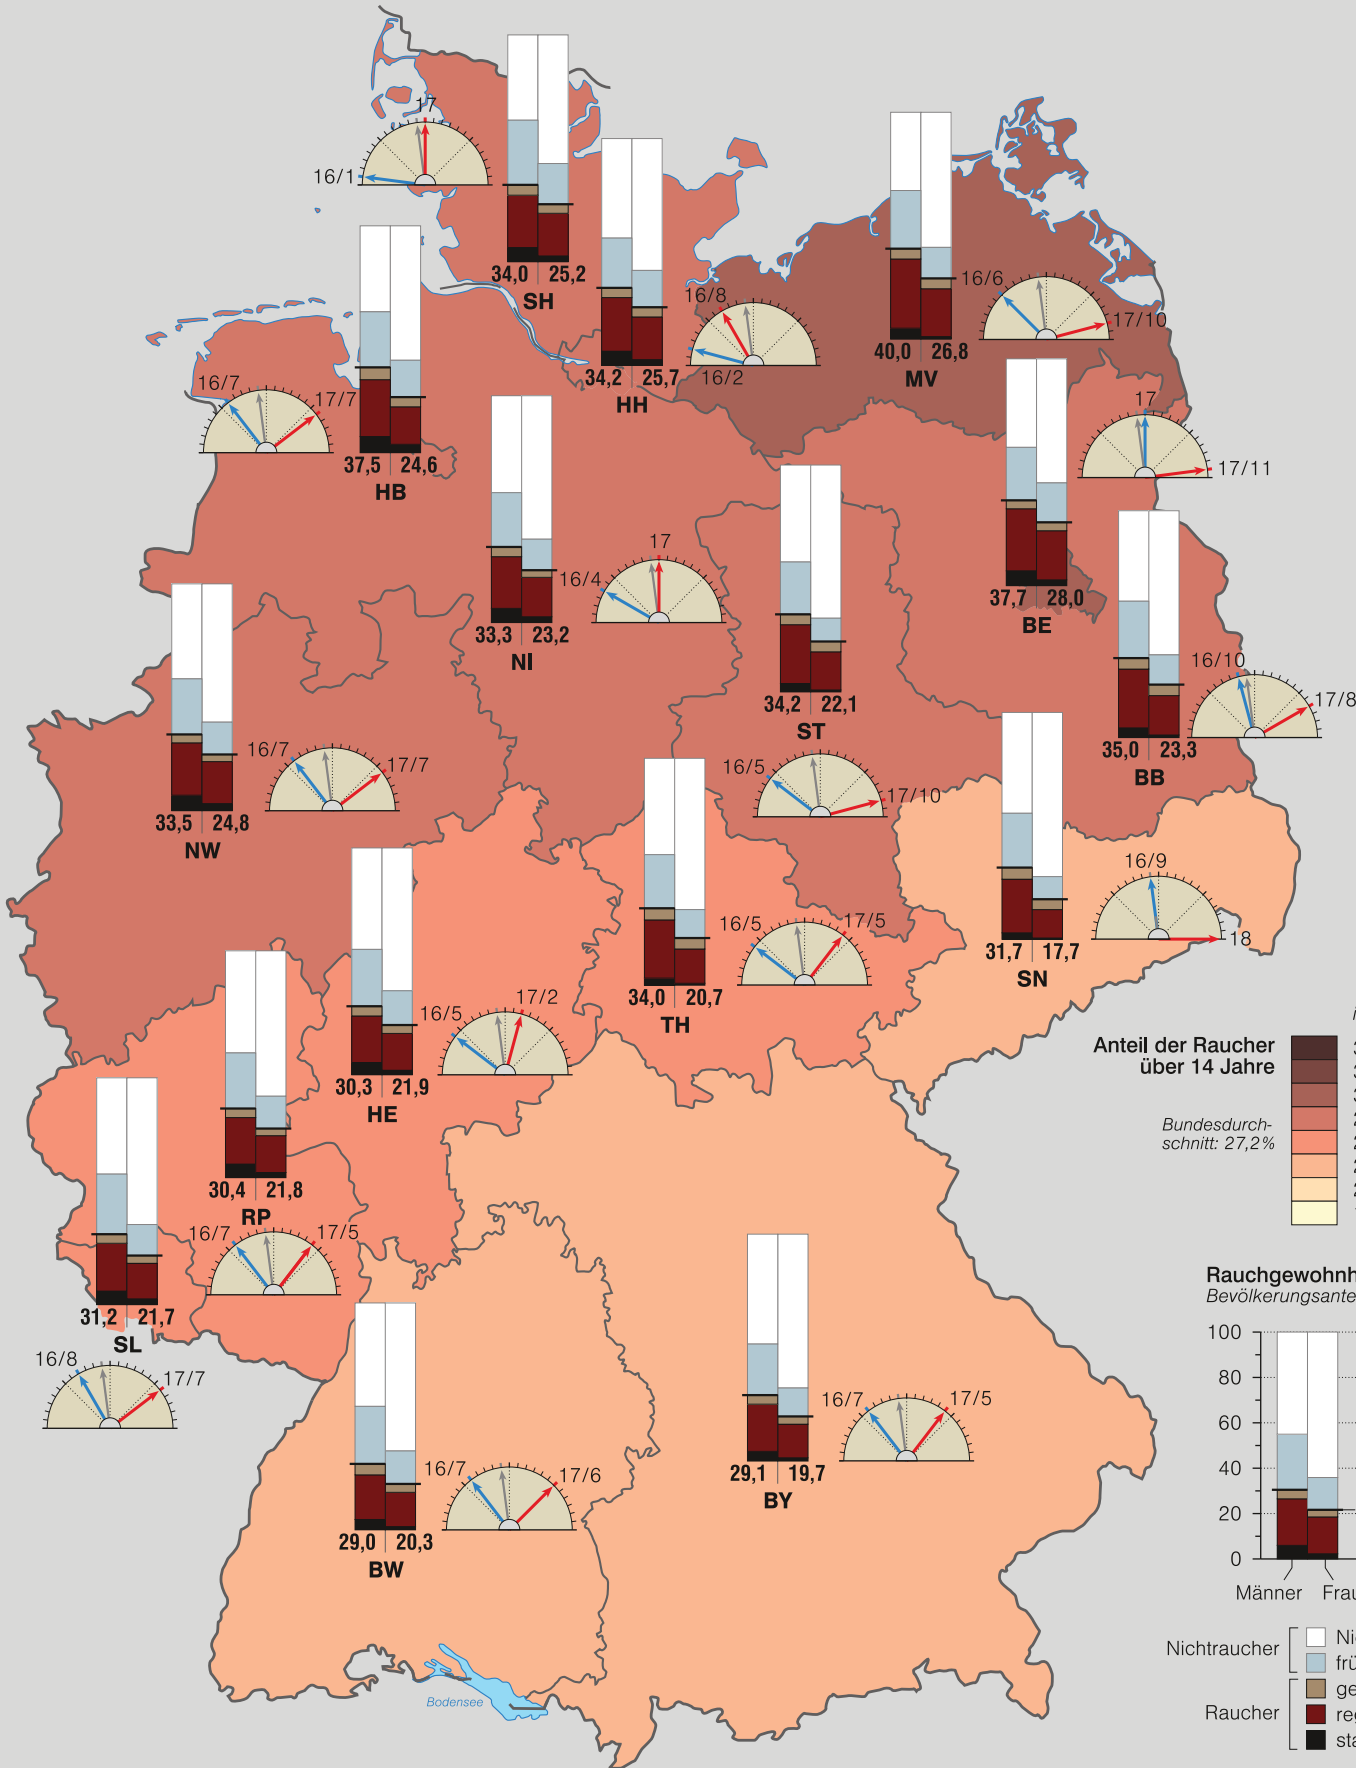 17
16/1
34,0 25,2
SH
16/8
16/2
34,2 25,7
HH
16/6
17/10
40,0 26,8
MV
16/7
17/7
37,5 24,6
HB
17
17/11
37,7 28,0
BE
17
16/4
33,3 23,2
NI
34,2 22,1
ST
16/5
17/10
16/10
17/8
35,0 23,3
BB
16/7
17/7
33,5 24,8
NW
16/9
18
31,7 17,7
SN
16/5
17/5
34,0 20,7
TH
16/5
17/2
30,3 21,9
HE
30,4 21,8
RP
16/7
17/5
31,2 21,7
SL
16/8
17/7
16/7
17/6
29,0 20,3
BW
16/7
17/5
29,1 19,7
BY
Bodensee
Anteil der Raucher
über 14 Jahre
Bundesdurch-
schnitt: 27,2%
Rauchgewohnh
Bevölkerungsante
100
80
60
40
20
0
Männer Frau
Nichtraucher
Nic
frü
Raucher
ge
reg
sta